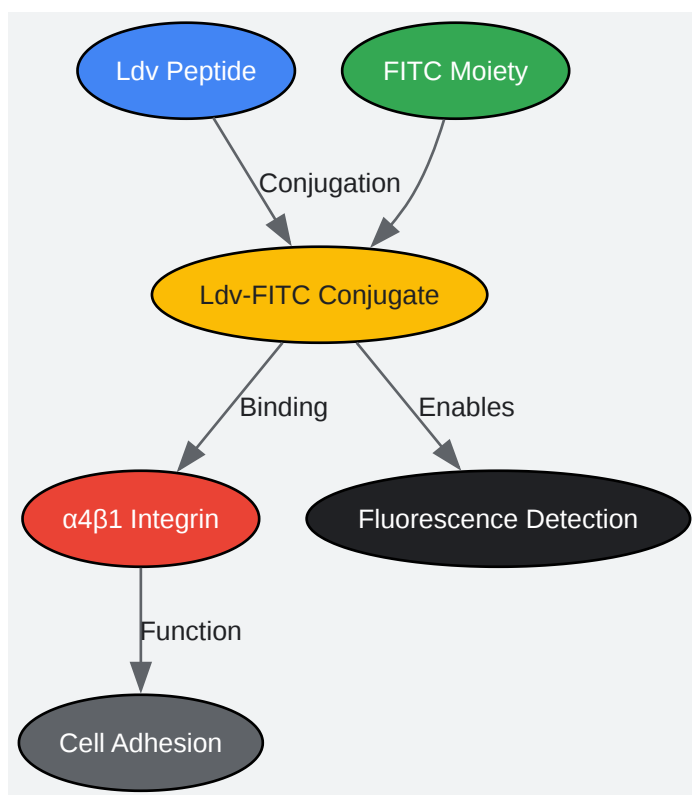 Ldv Peptide
FITC Moiety
Conjugation
Ldv-FITC Conjugate
Binding
Enables
α4β1 Integrin
Fluorescence Detection
Function
Cell Adhesion